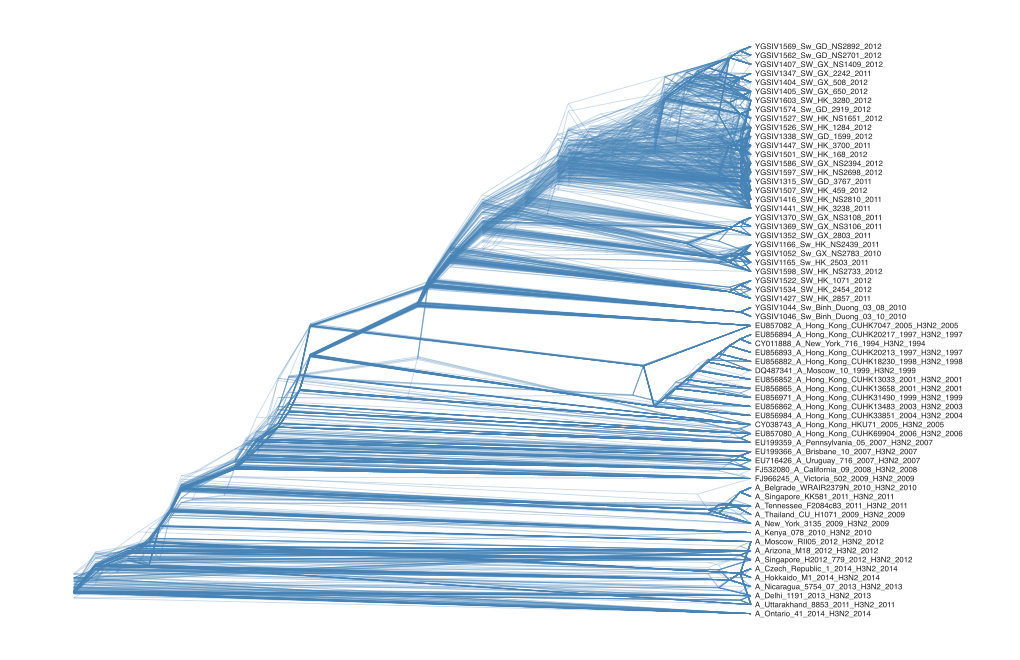 YGSIV1569_Sw_GD_NS2892_2012
YGSIV1562_Sw_GD_NS2701_2012
YGSIV1407_SW_GX_NS1409_2012
YGSIV1347_SW_GX_2242_2011
YGSIV1404_SW_GX_508_2012
YGSIV1405_SW_GX_650_2012
YGSIV1603_SW_HK_3280_2012
YGSIV1574_Sw_GD_2919_2012
YGSIV1527_SW_HK_NS1651_2012
YGSIV1526_SW_HK_1284_2012
YGSIV1338_SW_GD_1599_2012
YGSIV1447_SW_HK_3700_2011
YGSIV1501_SW_HK_168_2012
YGSIV1586_SW_GX_NS2394_2012
YGSIV1597_SW_HK_NS2698_2012
YGSIV1315_SW_GD_3767_2011
YGSIV1507_SW_HK_459_2012
YGSIV1416_SW_HK_NS2810_2011
YGSIV1441_SW_HK_3238_2011
YGSIV1370_SW_GX_NS3108_2011
YGSIV1369_SW_GX_NS3106_2011
YGSIV1352_SW_GX_2803_2011
YGSIV1166_Sw_HK_NS2439_2011
YGSIV1052_Sw_GX_NS2783_2010
YGSIV1165_Sw_HK_2503_2011
YGSIV1598_SW_HK_NS2733_2012
YGSIV1522_SW_HK_1071_2012
YGSIV1534_SW_HK_2454_2012
YGSIV1427_SW_HK_2857_2011
YGSIV1044_Sw_Binh_Duong_03_08_2010
YGSIV1046_Sw_Binh_Duong_03_10_2010
EU857082_A_Hong_Kong_CUHK7047_2005_H3N2_2005
EU856894_A_Hong_Kong_CUHK20217_1997_H3N2_1997
CY011888_A_New_York_716_1994_H3N2_1994
EU856893_A_Hong_Kong_CUHK20213_1997_H3N2_1997
EU856882_A_Hong_Kong_CUHK18230_1998_H3N2_1998
DQ487341_A_Moscow_10_1999_H3N2_1999
EU856852_A_Hong_Kong_CUHK13033_2001_H3N2_2001
EU856865_A_Hong_Kong_CUHK13658_2001_H3N2_2001
EU856971_A_Hong_Kong_CUHK31490_1999_H3N2_1999
EU856862_A_Hong_Kong_CUHK13483_2003_H3N2_2003
EU856984_A_Hong_Kong_CUHK33851_2004_H3N2_2004
CY038743_A_Hong_Kong_HKU71_2005_H3N2_2005
EU857080_A_Hong_Kong_CUHK69904_2006_H3N2_2006
EU199359_A_Pennsylvania_05_2007_H3N2_2007
EU199366_A_Brisbane_10_2007_H3N2_2007
EU716426_A_Uruguay_716_2007_H3N2_2007
FJ532080_A_California_09_2008_H3N2_2008
FJ966245_A_Victoria_502_2009_H3N2_2009
A_Belgrade_WRAIR2379N_2010_H3N2_2010
A_Singapore_KK581_2011_H3N2_2011
A_Tennessee_F2084c83_2011_H3N2_2011
A_Thailand_CU_H1071_2009_H3N2_2009
A_New_York_3135_2009_H3N2_2009
A_Kenya_078_2010_H3N2_2010
A_Moscow_RII05_2012_H3N2_2012
A_Arizona_M18_2012_H3N2_2012
A_Singapore_H2012_779_2012_H3N2_2012
A_Czech_Republic_1_2014_H3N2_2014
A_Hokkaido_M1_2014_H3N2_2014
A_Nicaragua_5754_07_2013_H3N2_2013
A_Delhi_1191_2013_H3N2_2013
A_Uttarakhand_8853_2011_H3N2_2011
A_Ontario_41_2014_H3N2_2014